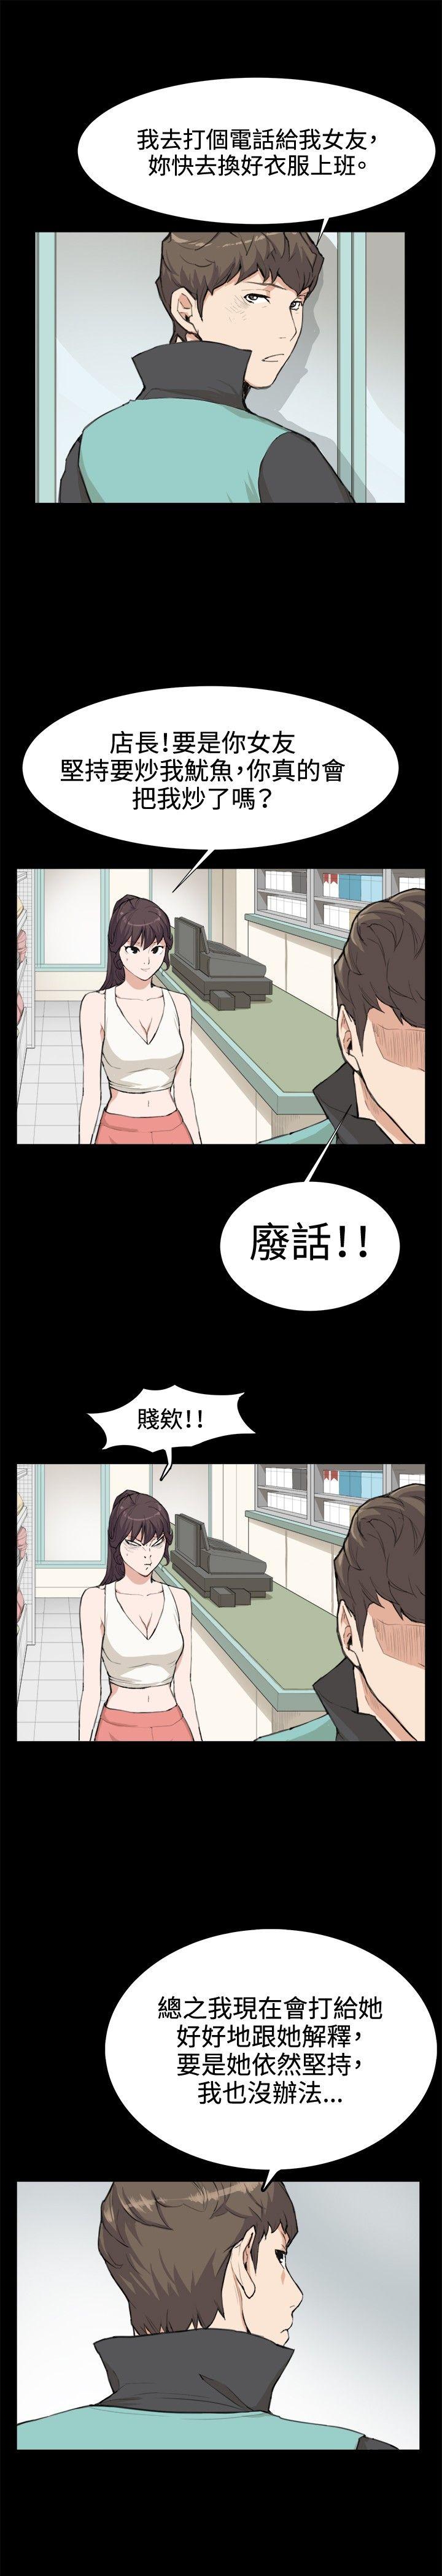 我去打個電話給我女友，
妳快去換好衣服上班。
店長！要是你女友
堅持要炒我魷魚，你真的會
把我炒了嗎？
廢話！！
賤欸！！
總之我現在會打給她
好好地跟她解釋，
要是她依然堅持，
我也沒辦法...